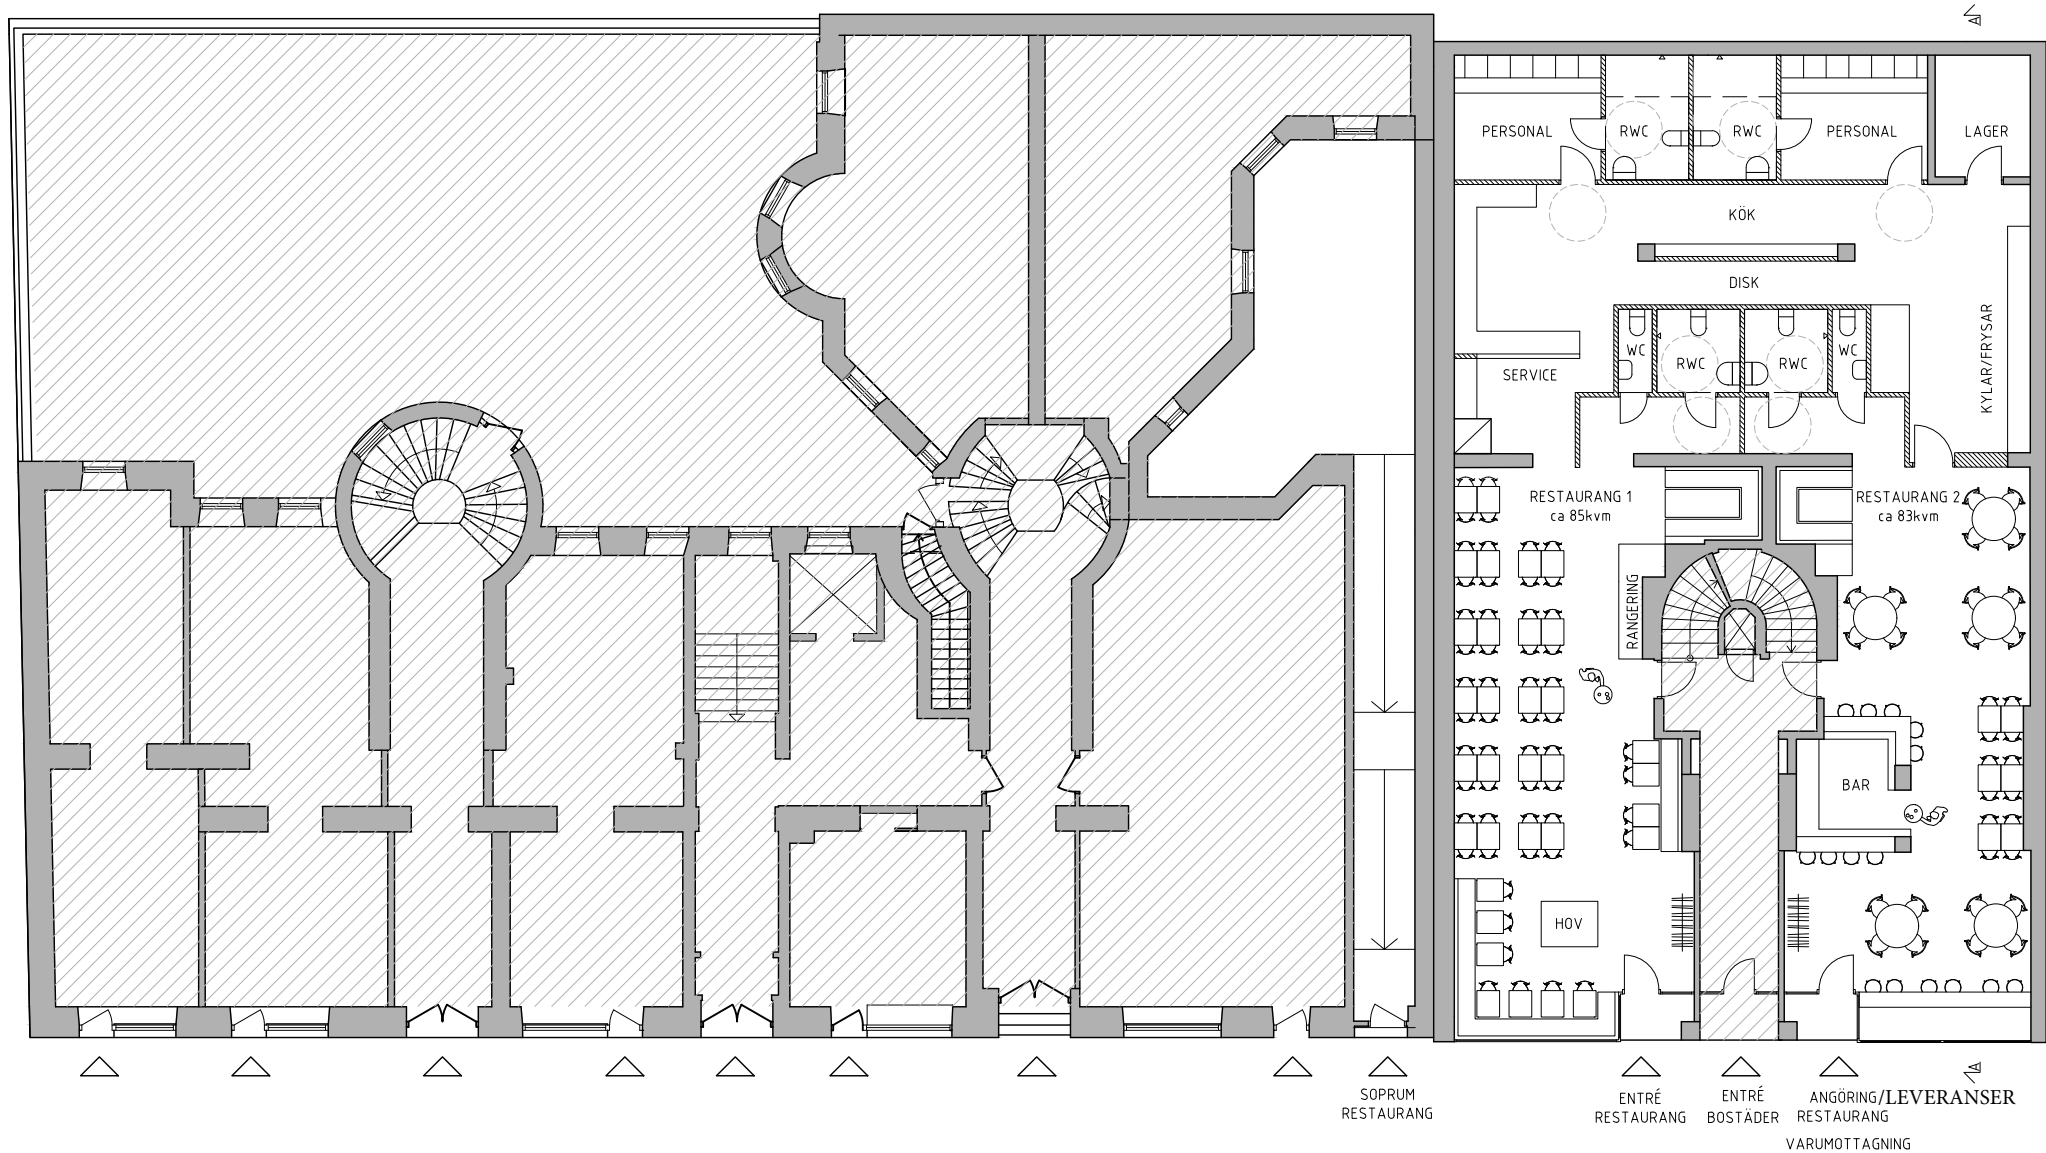 A
PERSONAL
RWC
RWC
PERSONAL
LAGER
KÖK
DISK
KYLAR/FRYSAR
WC
RWC
RWC
WC
SERVICE
RESTAURANG 1
ca 85kvm
RESTAURANG 2
ca 83kvm
RANGERING
BAR
HOV
A
SOPRUM
RESTAURANG
ENTRÉ
RESTAURANG
ENTRÉ
BOSTÄDER
ANGÖRING/LEVERANSER
RESTAURANG
VARUMOTTAGNING